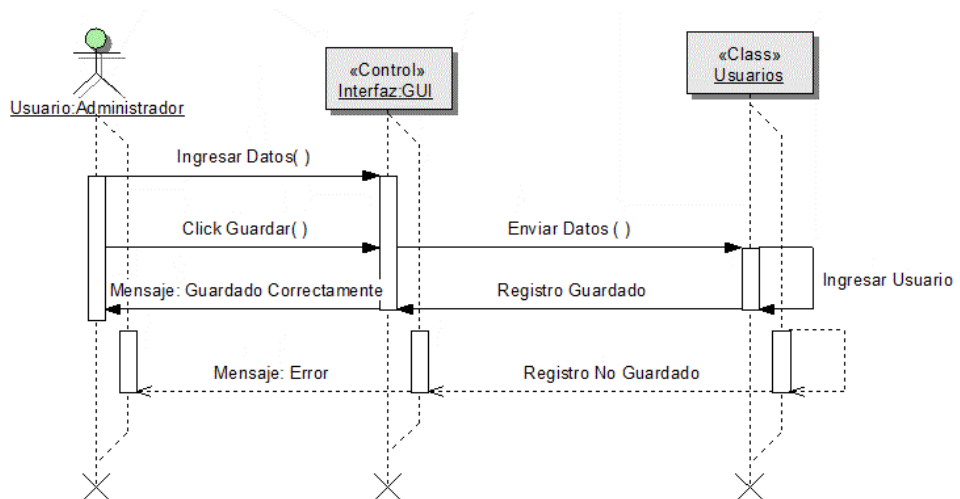 «Control»
Interfaz:GUI
«Class»
Usuarios
Usuario:Administrador
Ingresar Datos( )
Click Guardar( )
Enviar Datos ( )
Ingresar Usuario
Mensaje: Guardado Correctamente
Registro Guardado
Mensaje: Error
Registro No Guardado